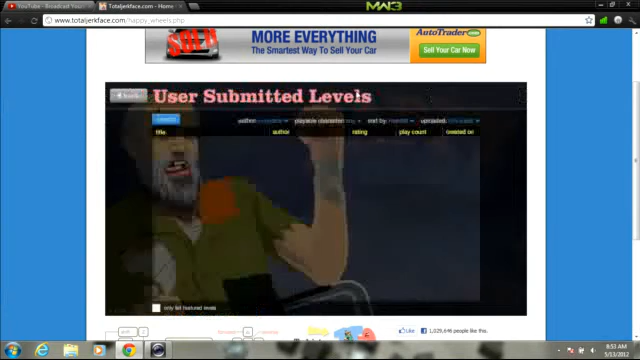 YouTube - Broadcast Your
Totaljerkface.com - Home
MW3
www.totaljerkface.com/happy_wheels.php
SOLD
MORE EVERYTHING
The Smartest Way To Sell Your Car
AutoTrader.com
Sell Your Car Now
User Submitted Levels
author
playable character
sort by:
uploaded:
title
author
rating
play count
created on
only list featured levels
Like
1,029,646 people like this.
8:53 AM
5/13/2012